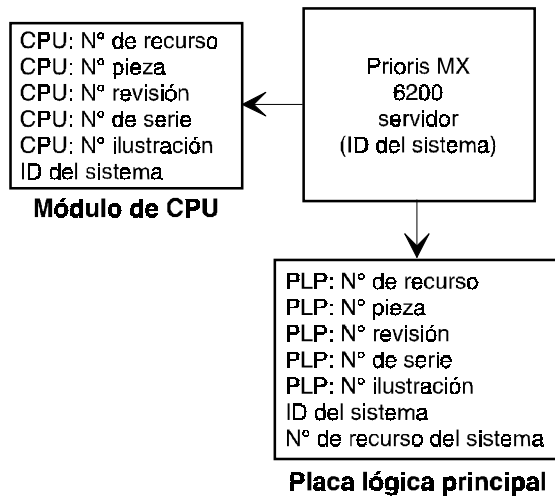 CPU: N° de recurso
CPU: N° pieza
CPU: N° revisión
CPU: N° de serie
CPU: N° ilustración
ID del sistema
Módulo de CPU
Prioris MX
6200
servidor
(ID del sistema)
PLP: N° de recurso
PLP: N° pieza
PLP: N° revisión
PLP: N° de serie
PLP: N° ilustración
ID del sistema
N° de recurso del sistema
Placa lógica principal